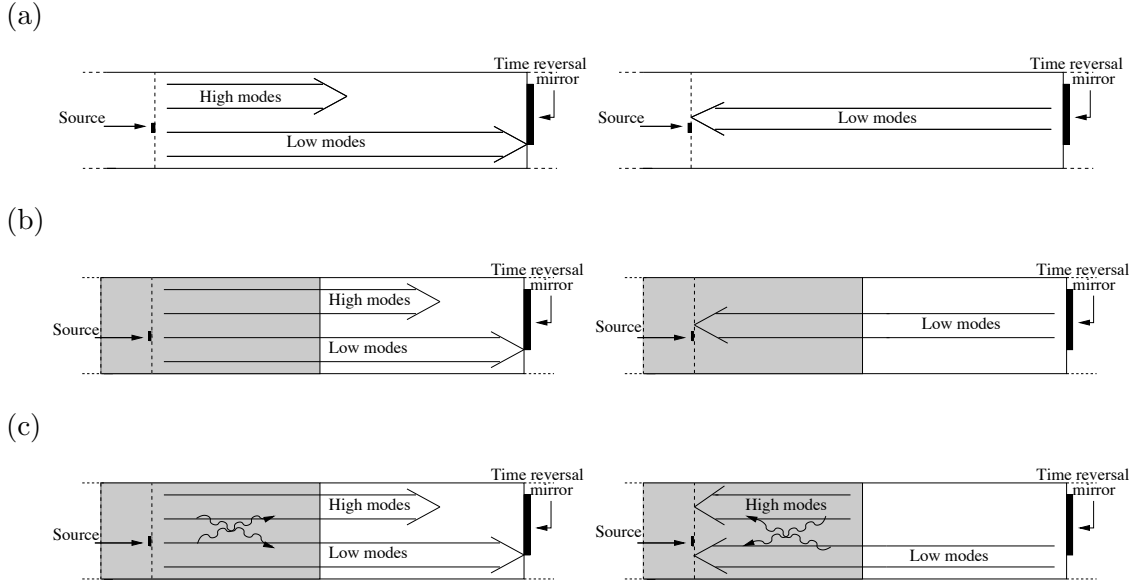 (a)
Time reversal
mirror
High modes
Source
Low modes
Time reversal
mirror
Source
Low modes
(b)
Time reversal
mirror
High modes
Source
Low modes
Time reversal
mirror
Low modes
Source
(c)
Time reversal
mirror
High modes
Source
Low modes
Time reversal
mirror
High modes
Source
Low modes